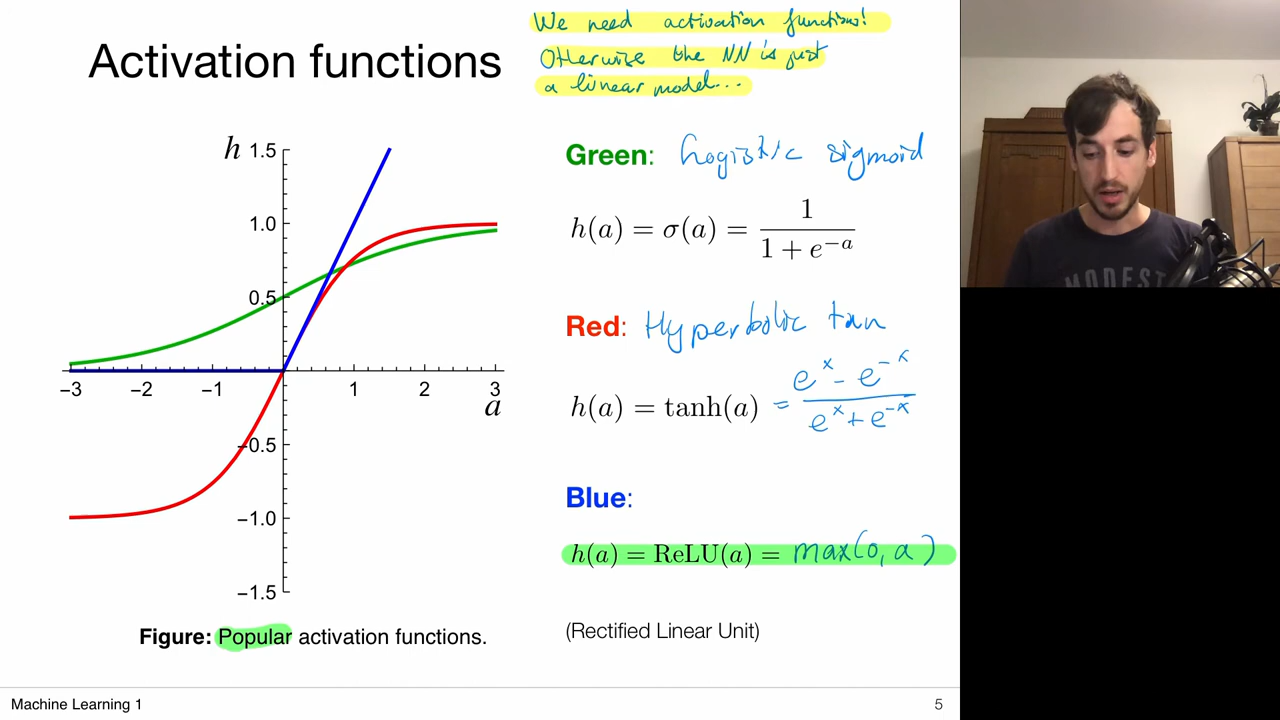 Activation functions
We need activation functions!
Otherwise the NN is just
a linear model...
h
1.5
1.0
0.5
-0.5
-1.0
-1.5
-3 -2 -1 1 2 3
a
Figure: Popular activation functions.
Green: Logistic sigmoid
h(a) = σ(a) = 1 / (1 + e^{-a})
Red: Hyperbolic tan
h(a) = tanh(a) = (e^x - e^{-x}) / (e^x + e^{-x})
Blue:
h(a) = ReLU(a) = max(0, a)
(Rectified Linear Unit)
MODEST
Machine Learning 1
5